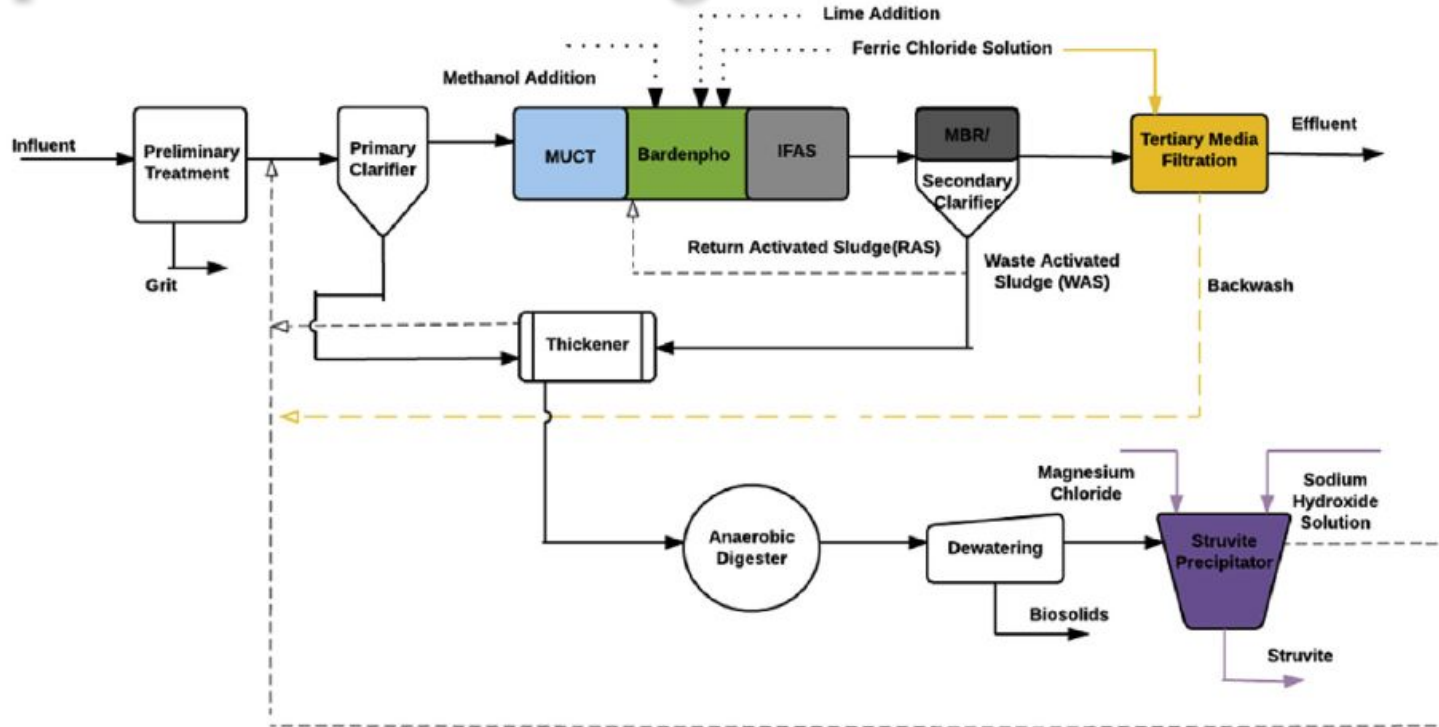 Lime Addition
Ferric Chloride Solution
Methanol Addition
Influent
Preliminary
Treatment
Primary
Clarifier
MUCT
Bardenpho
IFAS
MBR/
Secondary
Clarifier
Tertiary Media
Filtration
Effluent
Grit
Return Activated Sludge(RAS)
Waste Activated
Sludge (WAS)
Backwash
Thickener
Magnesium
Chloride
Sodium
Hydroxide
Solution
Anaerobic
Digester
Dewatering
Struvite
Precipitator
Biosolids
Struvite